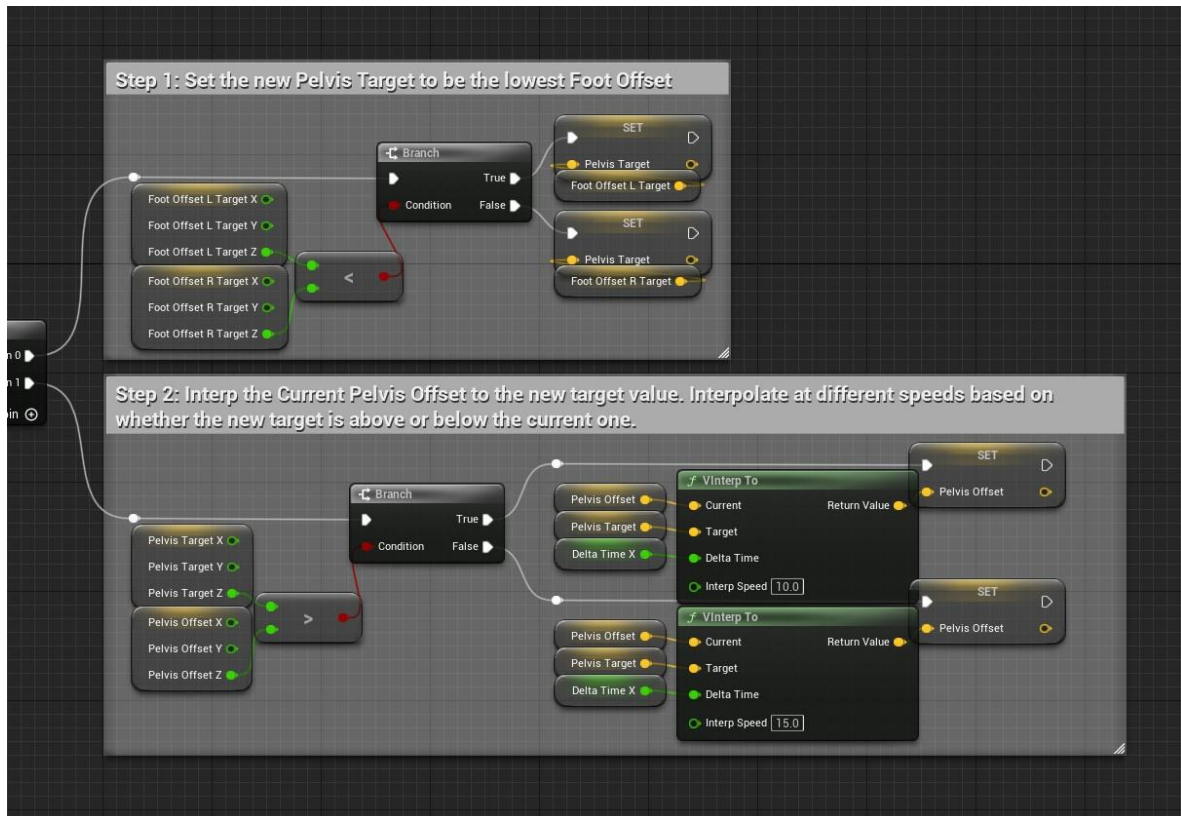 Step 1: Set the new Pelvis Target to be the lowest Foot Offset
Branch
True
Condition
False
Foot Offset L Target X
Foot Offset L Target Y
Foot Offset L Target Z
Foot Offset R Target X
Foot Offset R Target Y
Foot Offset R Target Z
<
SET
Pelvis Target
Foot Offset L Target
SET
Pelvis Target
Foot Offset R Target
n 0
n 1
in
Step 2: Interp the Current Pelvis Offset to the new target value. Interpolate at different speeds based on
whether the new target is above or below the current one.
Branch
True
Condition
False
Pelvis Target X
Pelvis Target Y
Pelvis Target Z
Pelvis Offset X
Pelvis Offset Y
Pelvis Offset Z
>
Pelvis Offset
Pelvis Target
Delta Time X
f VInterp To
Current
Return Value
Target
Delta Time
Interp Speed 10.0
SET
Pelvis Offset
Pelvis Offset
Pelvis Target
Delta Time X
f VInterp To
Current
Return Value
Target
Delta Time
Interp Speed 15.0
SET
Pelvis Offset